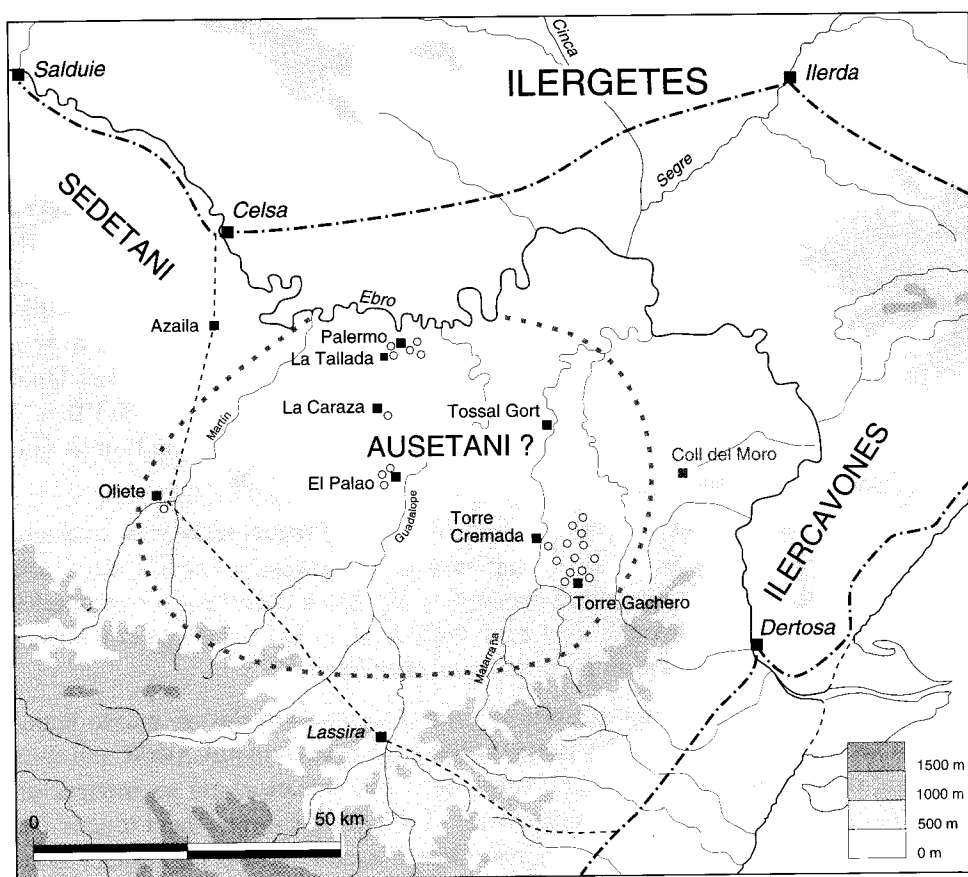 Cinca
Salduie
ILERGETES
Ilerda
Segre
SEDETANI
Celsa
Ebro
Azaila
Palermo
La Tallada
Martín
La Caraza
Tossal Gort
AUSETANI ?
Coll del Moro
El Palao
Oliete
Guadalope
Torre
Cremada
ILERCAVONES
Torre Gachero
Dertosa
Matarraña
Lassira
1500 m
1000 m
500 m
0 m
0
50 km